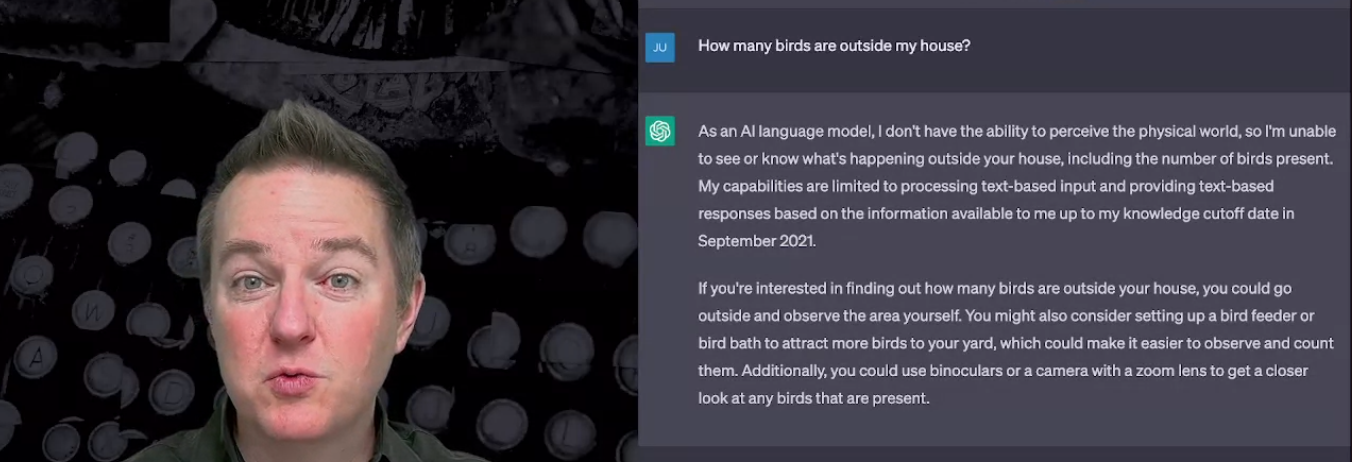 JU
How many birds are outside my house?
As an AI language model, I don't have the ability to perceive the physical world, so I'm unable
to see or know what's happening outside your house, including the number of birds present.
My capabilities are limited to processing text-based input and providing text-based
responses based on the information available to me up to my knowledge cutoff date in
September 2021.
If you're interested in finding out how many birds are outside your house, you could go
outside and observe the area yourself. You might also consider setting up a bird feeder or
bird bath to attract more birds to your yard, which could make it easier to observe and count
them. Additionally, you could use binoculars or a camera with a zoom lens to get a closer
look at any birds that are present.
A
W
S
D